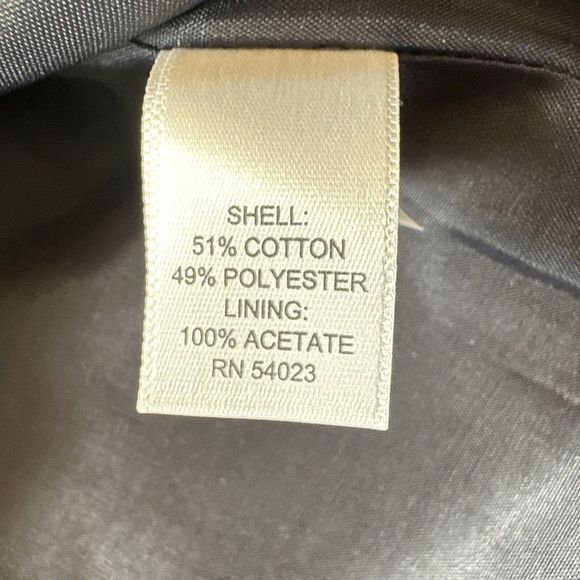 SHELL:
51% COTTON
49% POLYESTER
LINING:
100% ACETATE
RN 54023